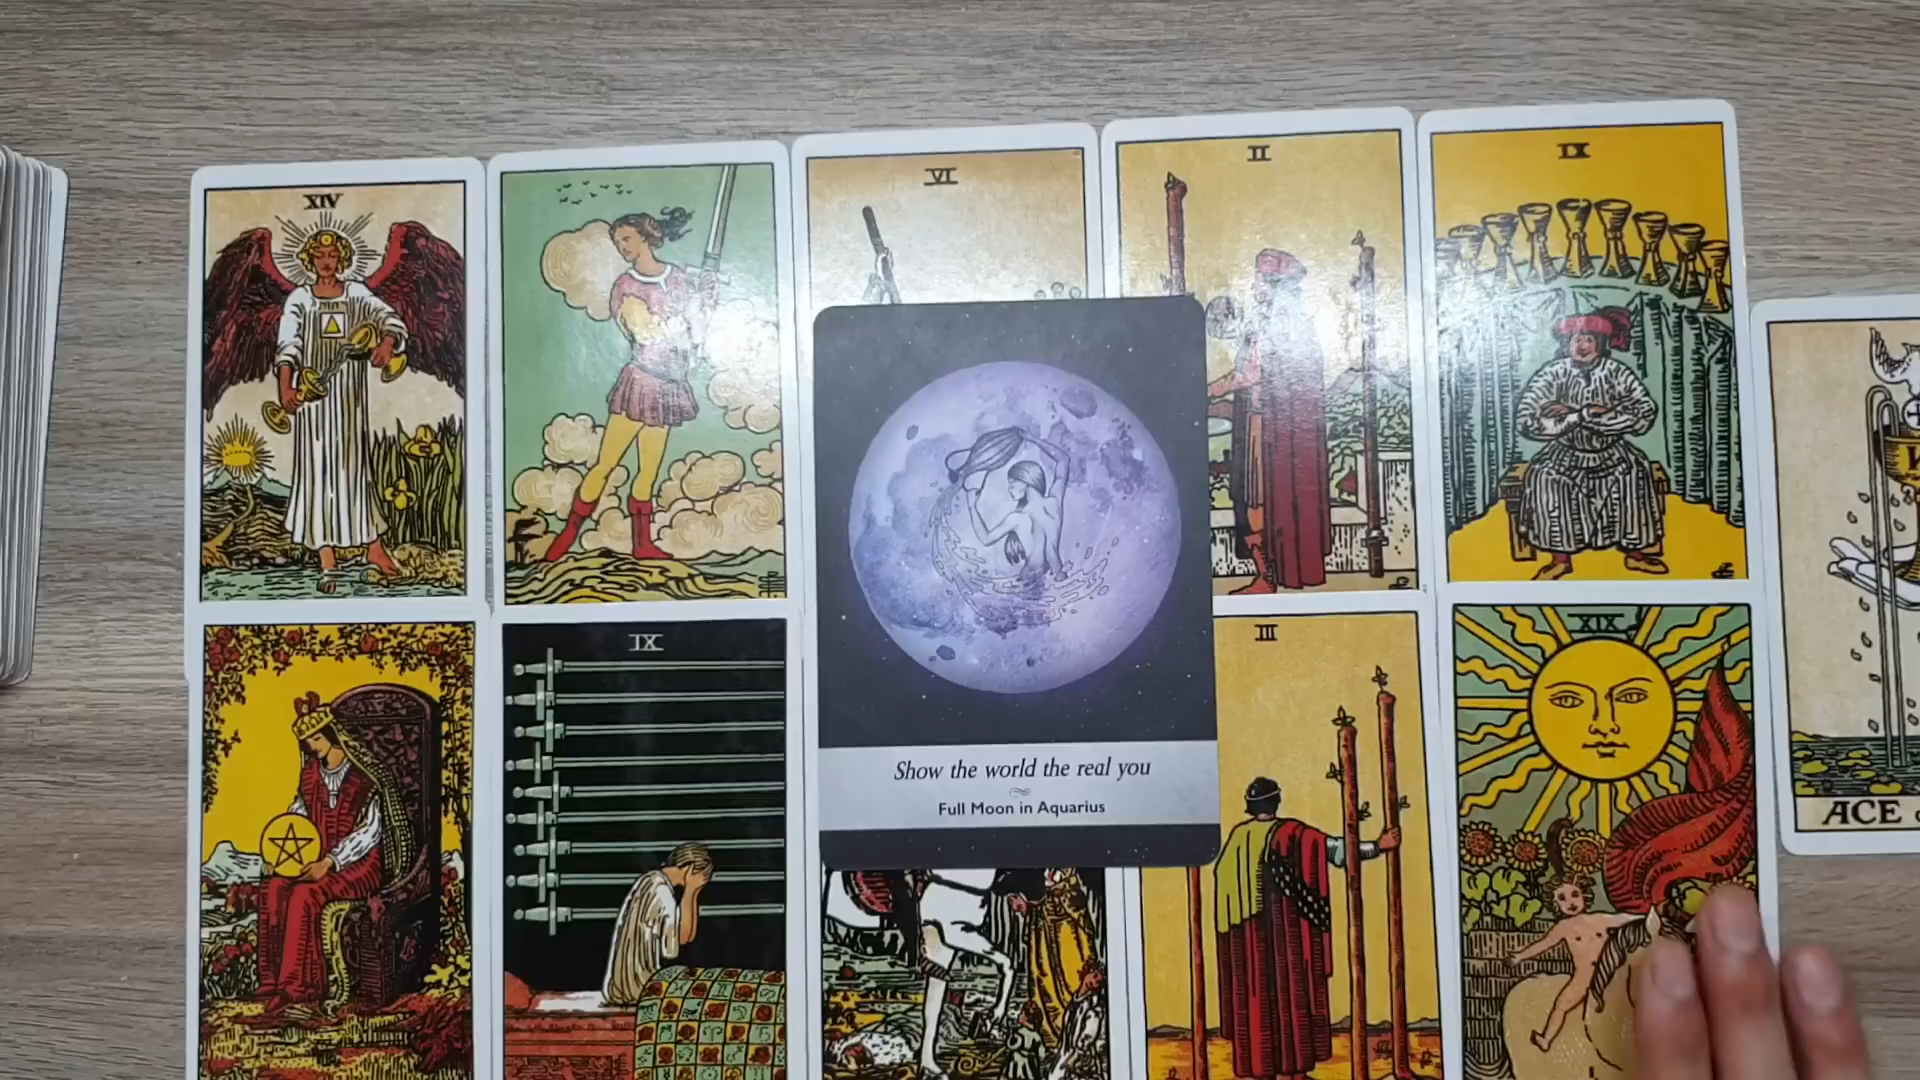 XIV
VI
II
IX
IX
III
XIX
Show the world the real you
Full Moon in Aquarius
ACE